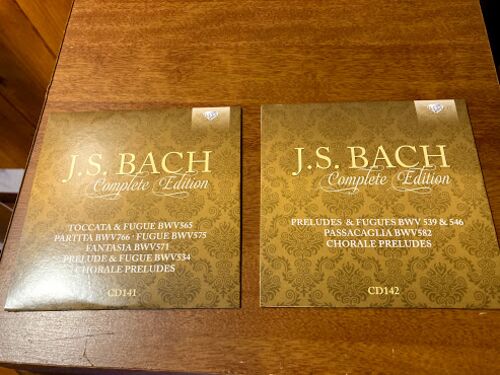 J.S. BACH
Complete Edition
TOCCATA & FUGUE BWV565
PARTITA BWV766 · FUGUE BWV575
FANTASIA BWV571
PRELUDE & FUGUE BWV534
CHORALE PRELUDES
CD141
J.S. BACH
Complete Edition
PRELUDES & FUGUES BWV 539 & 546
PASSACAGLIA BWV582
CHORALE PRELUDES
CD142